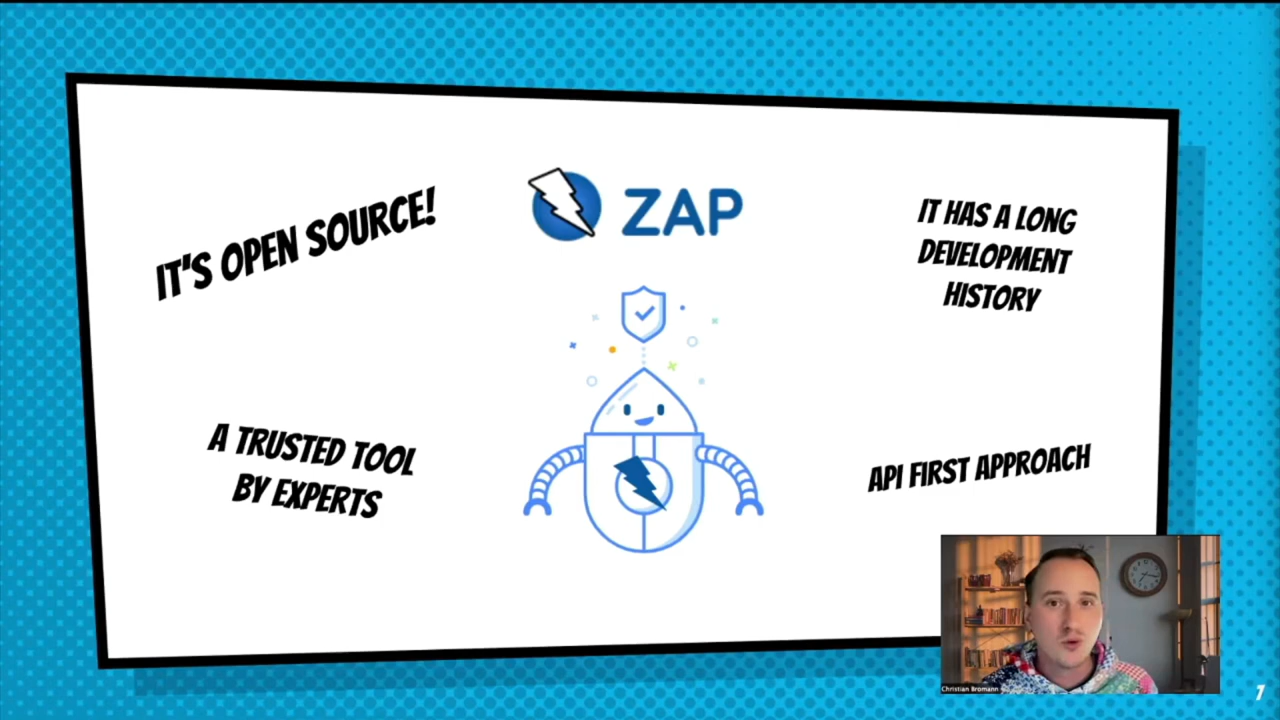 ZAP
IT'S OPEN SOURCE!
IT HAS A LONG
DEVELOPMENT
HISTORY
A TRUSTED TOOL
BY EXPERTS
API FIRST APPROACH
Christian Bromann
7